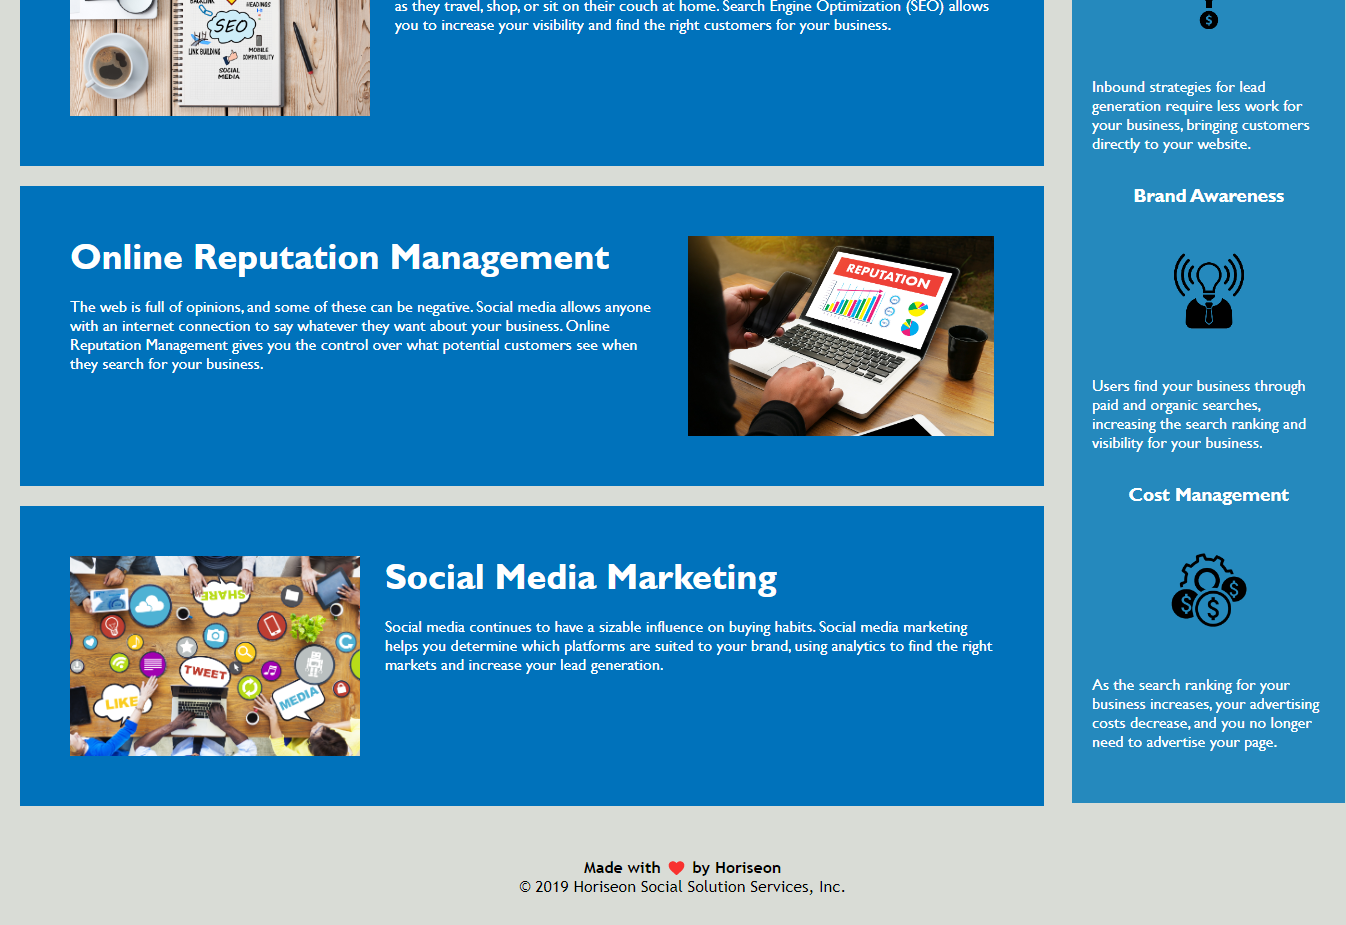 as they travel, shop, or sit on their couch at home. Search Engine Optimization (SEO) allows
you to increase your visibility and find the right customers for your business.
HEADINGS
SEO
LINK BUILDING
MOBILE
COMPATIBILITY
SOCIAL
MEDIA
Online Reputation Management
The web is full of opinions, and some of these can be negative. Social media allows anyone
with an internet connection to say whatever they want about your business. Online
Reputation Management gives you the control over what potential customers see when
they search for your business.
REPUTATION
Social Media Marketing
Social media continues to have a sizable influence on buying habits. Social media marketing
helps you determine which platforms are suited to your brand, using analytics to find the right
markets and increase your lead generation.
SHARE
TWEET
LIKE
MEDIA
Inbound strategies for lead
generation require less work for
your business, bringing customers
directly to your website.
Brand Awareness
Users find your business through
paid and organic searches,
increasing the search ranking and
visibility for your business.
Cost Management
As the search ranking for your
business increases, your advertising
costs decrease, and you no longer
need to advertise your page.
Made with ❤️ by Horiseon
© 2019 Horiseon Social Solution Services, Inc.